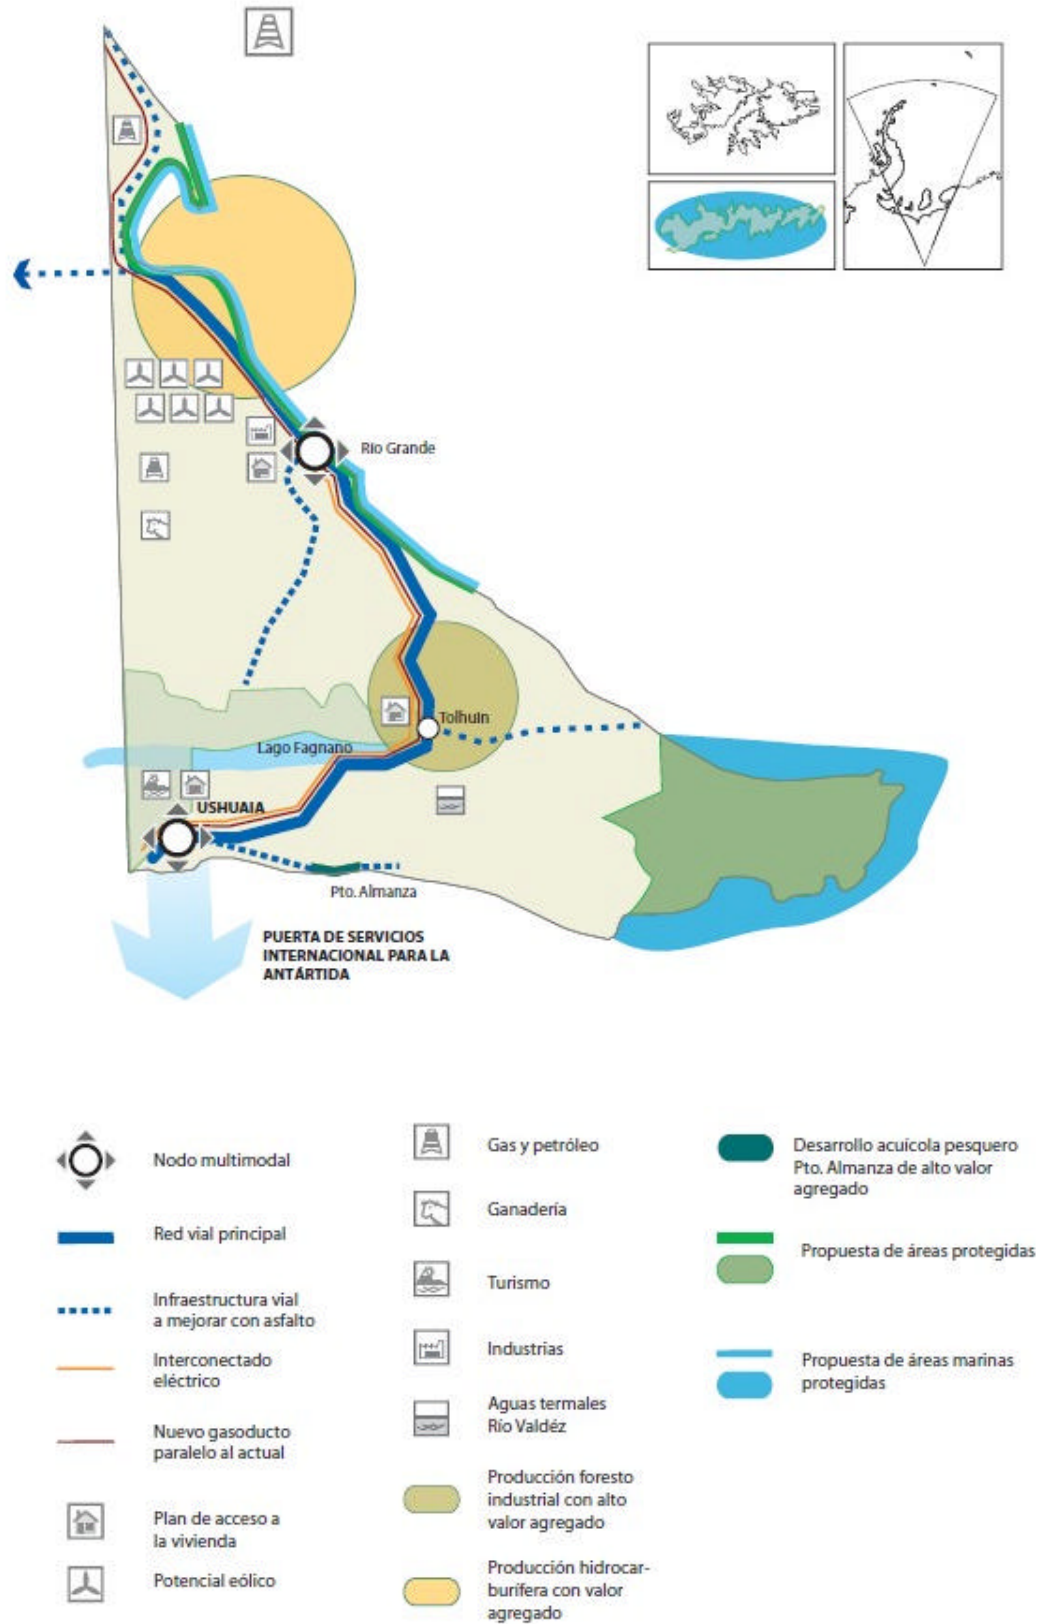 Río Grande
Tolhuin
Lago Fagnano
USHUAIA
Pto. Almanza
PUERTA DE SERVICIOS
INTERNACIONAL PARA LA
ANTÁRTIDA
Nodo multimodal
Red vial principal
Infraestructura vial
a mejorar con asfalto
Interconectado
eléctrico
Nuevo gasoducto
paralelo al actual
Plan de acceso a
la vivienda
Potencial eólico
Gas y petróleo
Ganadería
Turismo
Industrias
Aguas termales
Río Valdéz
Producción foresto
industrial con alto
valor agregado
Producción hidrocar-
burífera con valor
agregado
Desarrollo acuícola pesquero
Pto. Almanza de alto valor
agregado
Propuesta de áreas protegidas
Propuesta de áreas marinas
protegidas